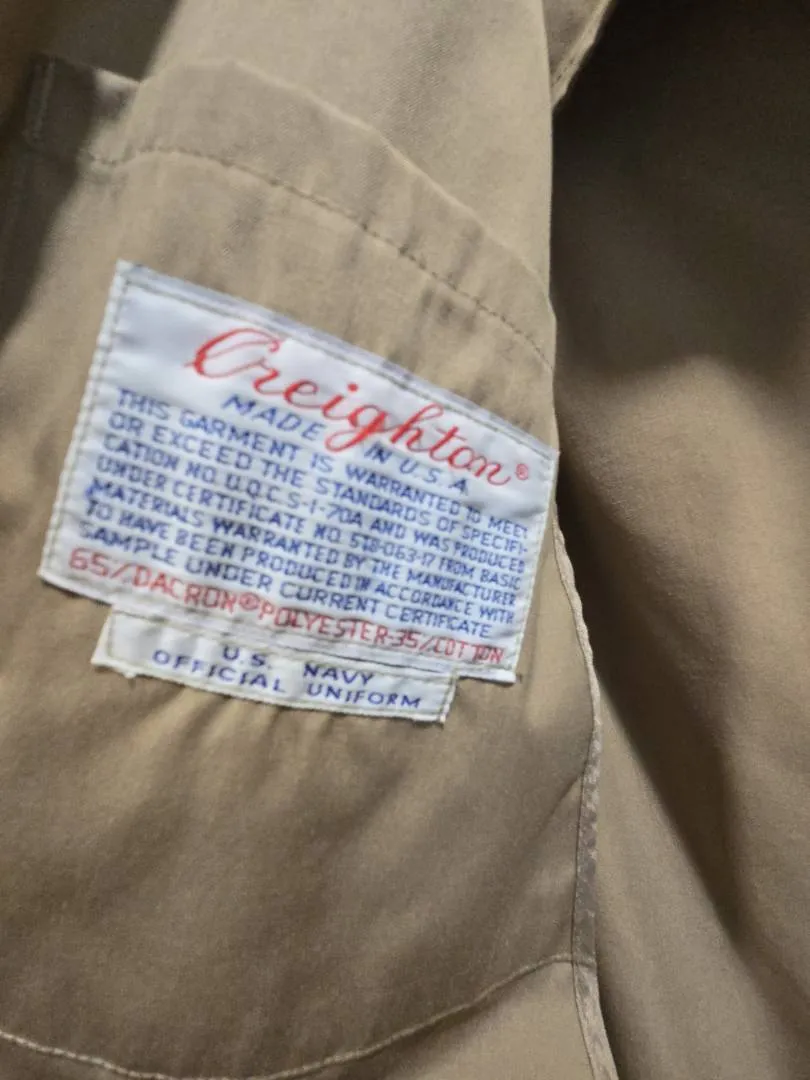 Creighton®
MADE IN U.S.A.
THIS GARMENT IS WARRANTED TO MEET
OR EXCEED THE STANDARDS OF SPECIFI-
CATION NO. U.Q.C.S-1-70A AND WAS PRODUCED
UNDER CERTIFICATE NO. STB-063-17 FROM BASIC
MATERIALS WARRANTED BY THE MANUFACTURER
TO HAVE BEEN PRODUCED IN ACCORDANCE WITH
SAMPLE UNDER CURRENT CERTIFICATE
65/DACRON® POLYESTER-35/COTTON
U.S. NAVY
OFFICIAL UNIFORM